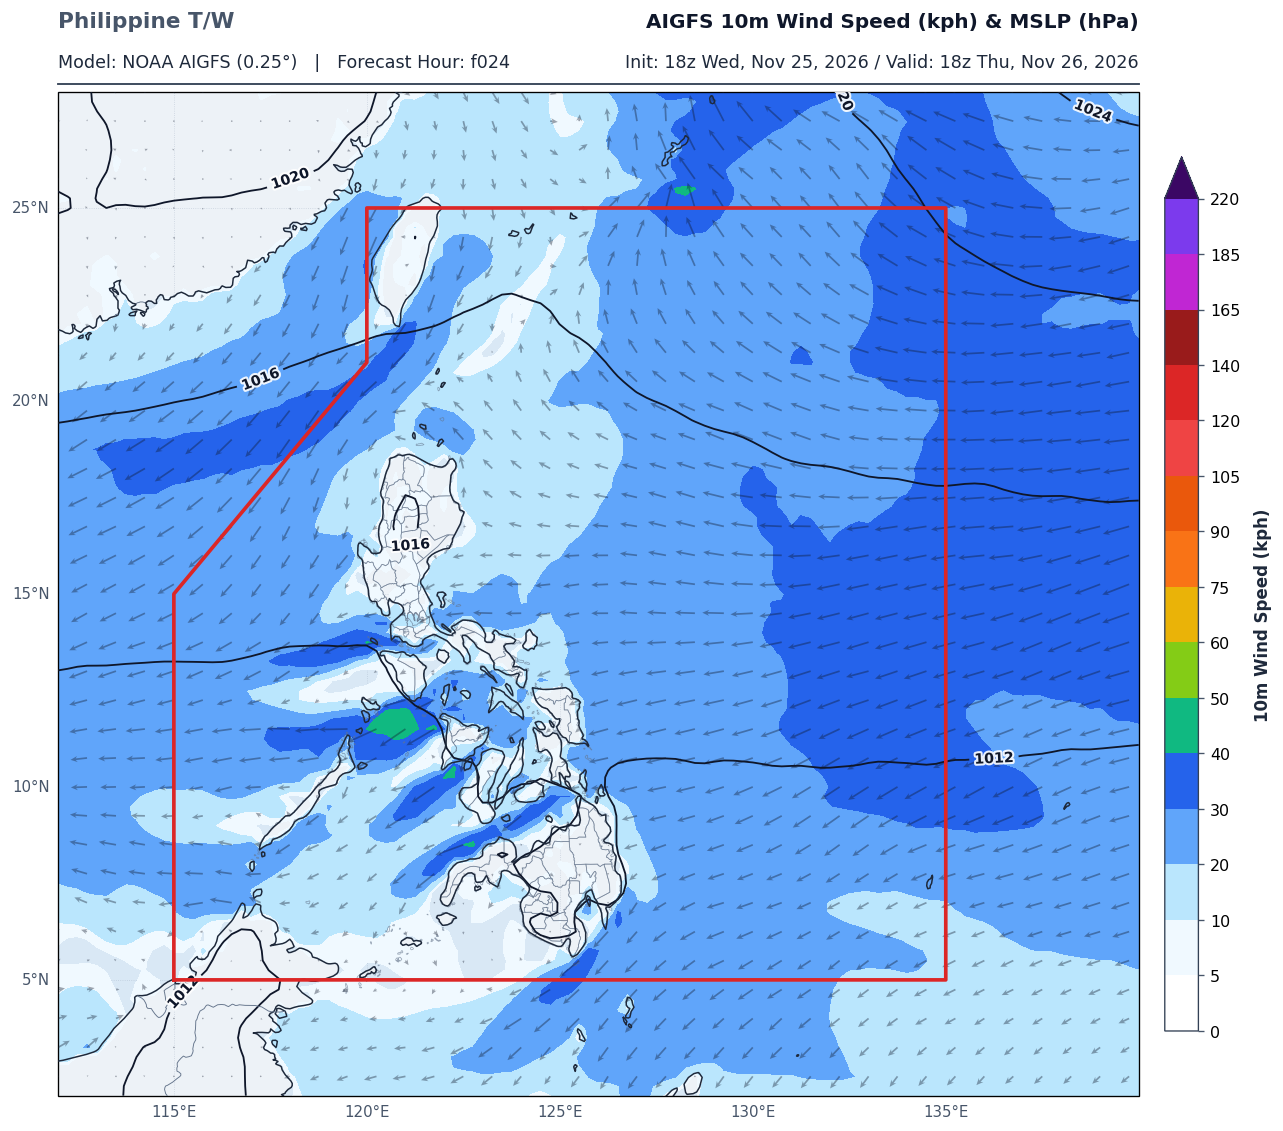 Philippine T/W
AIGFS 10m Wind Speed (kph) & MSLP (hPa)
Model: NOAA AIGFS (0.25°) | Forecast Hour: f024
Init: 18z Wed, Nov 25, 2026 / Valid: 18z Thu, Nov 26, 2026
20
1024
1020
1016
1016
1012
1012
25°N
20°N
15°N
10°N
5°N
115°E
120°E
125°E
130°E
135°E
220
185
165
140
120
105
90
75
60
50
40
30
20
10
5
0
10m Wind Speed (kph)